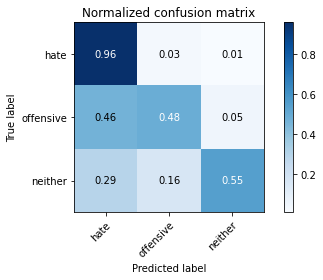 Normalized confusion matrix
True label
hate 0.96 0.03 0.01
offensive 0.46 0.48 0.05
neither 0.29 0.16 0.55
hate offensive neither
Predicted label
0.8
0.6
0.4
0.2